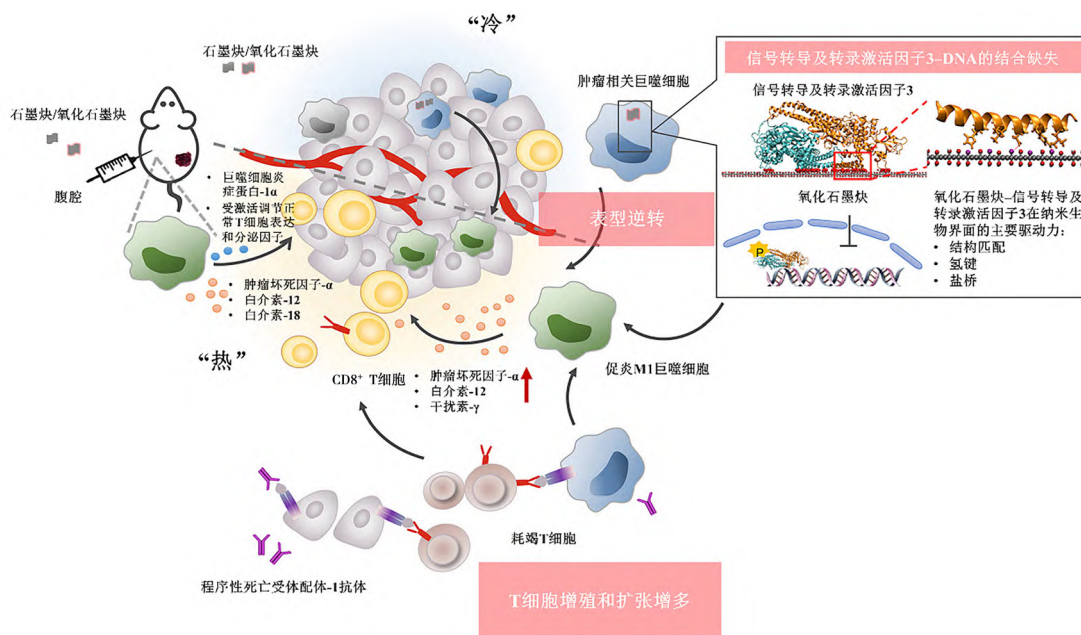 “冷”
石墨炔/氧化石墨炔
石墨炔/氧化石墨炔
腹腔
• 巨噬细胞炎
症蛋白-1α
• 受激活调节正
常T细胞表达
和分泌因子
• 肿瘤坏死因子-α
• 白介素-12
• 白介素-18
“热”
CD8⁺ T细胞
• 肿瘤坏死因子-α
• 白介素-12
• 干扰素-γ
肿瘤相关巨噬细胞
表型逆转
促炎M1巨噬细胞
信号转导及转录激活因子3-DNA的结合缺失
信号转导及转录激活因子3
氧化石墨炔
P
氧化石墨炔–信号转导及
转录激活因子3在纳米生
物界面的主要驱动力：
• 结构匹配
• 氢键
• 盐桥
耗竭T细胞
程序性死亡受体配体-1抗体
T细胞增殖和扩张增多